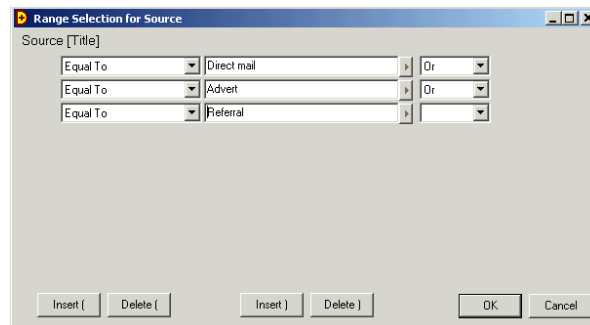 Range Selection for Source
Source [Title]
Equal To Direct mail Or
Equal To Advert Or
Equal To Referral
Insert ( Delete ( Insert ) Delete ) OK Cancel